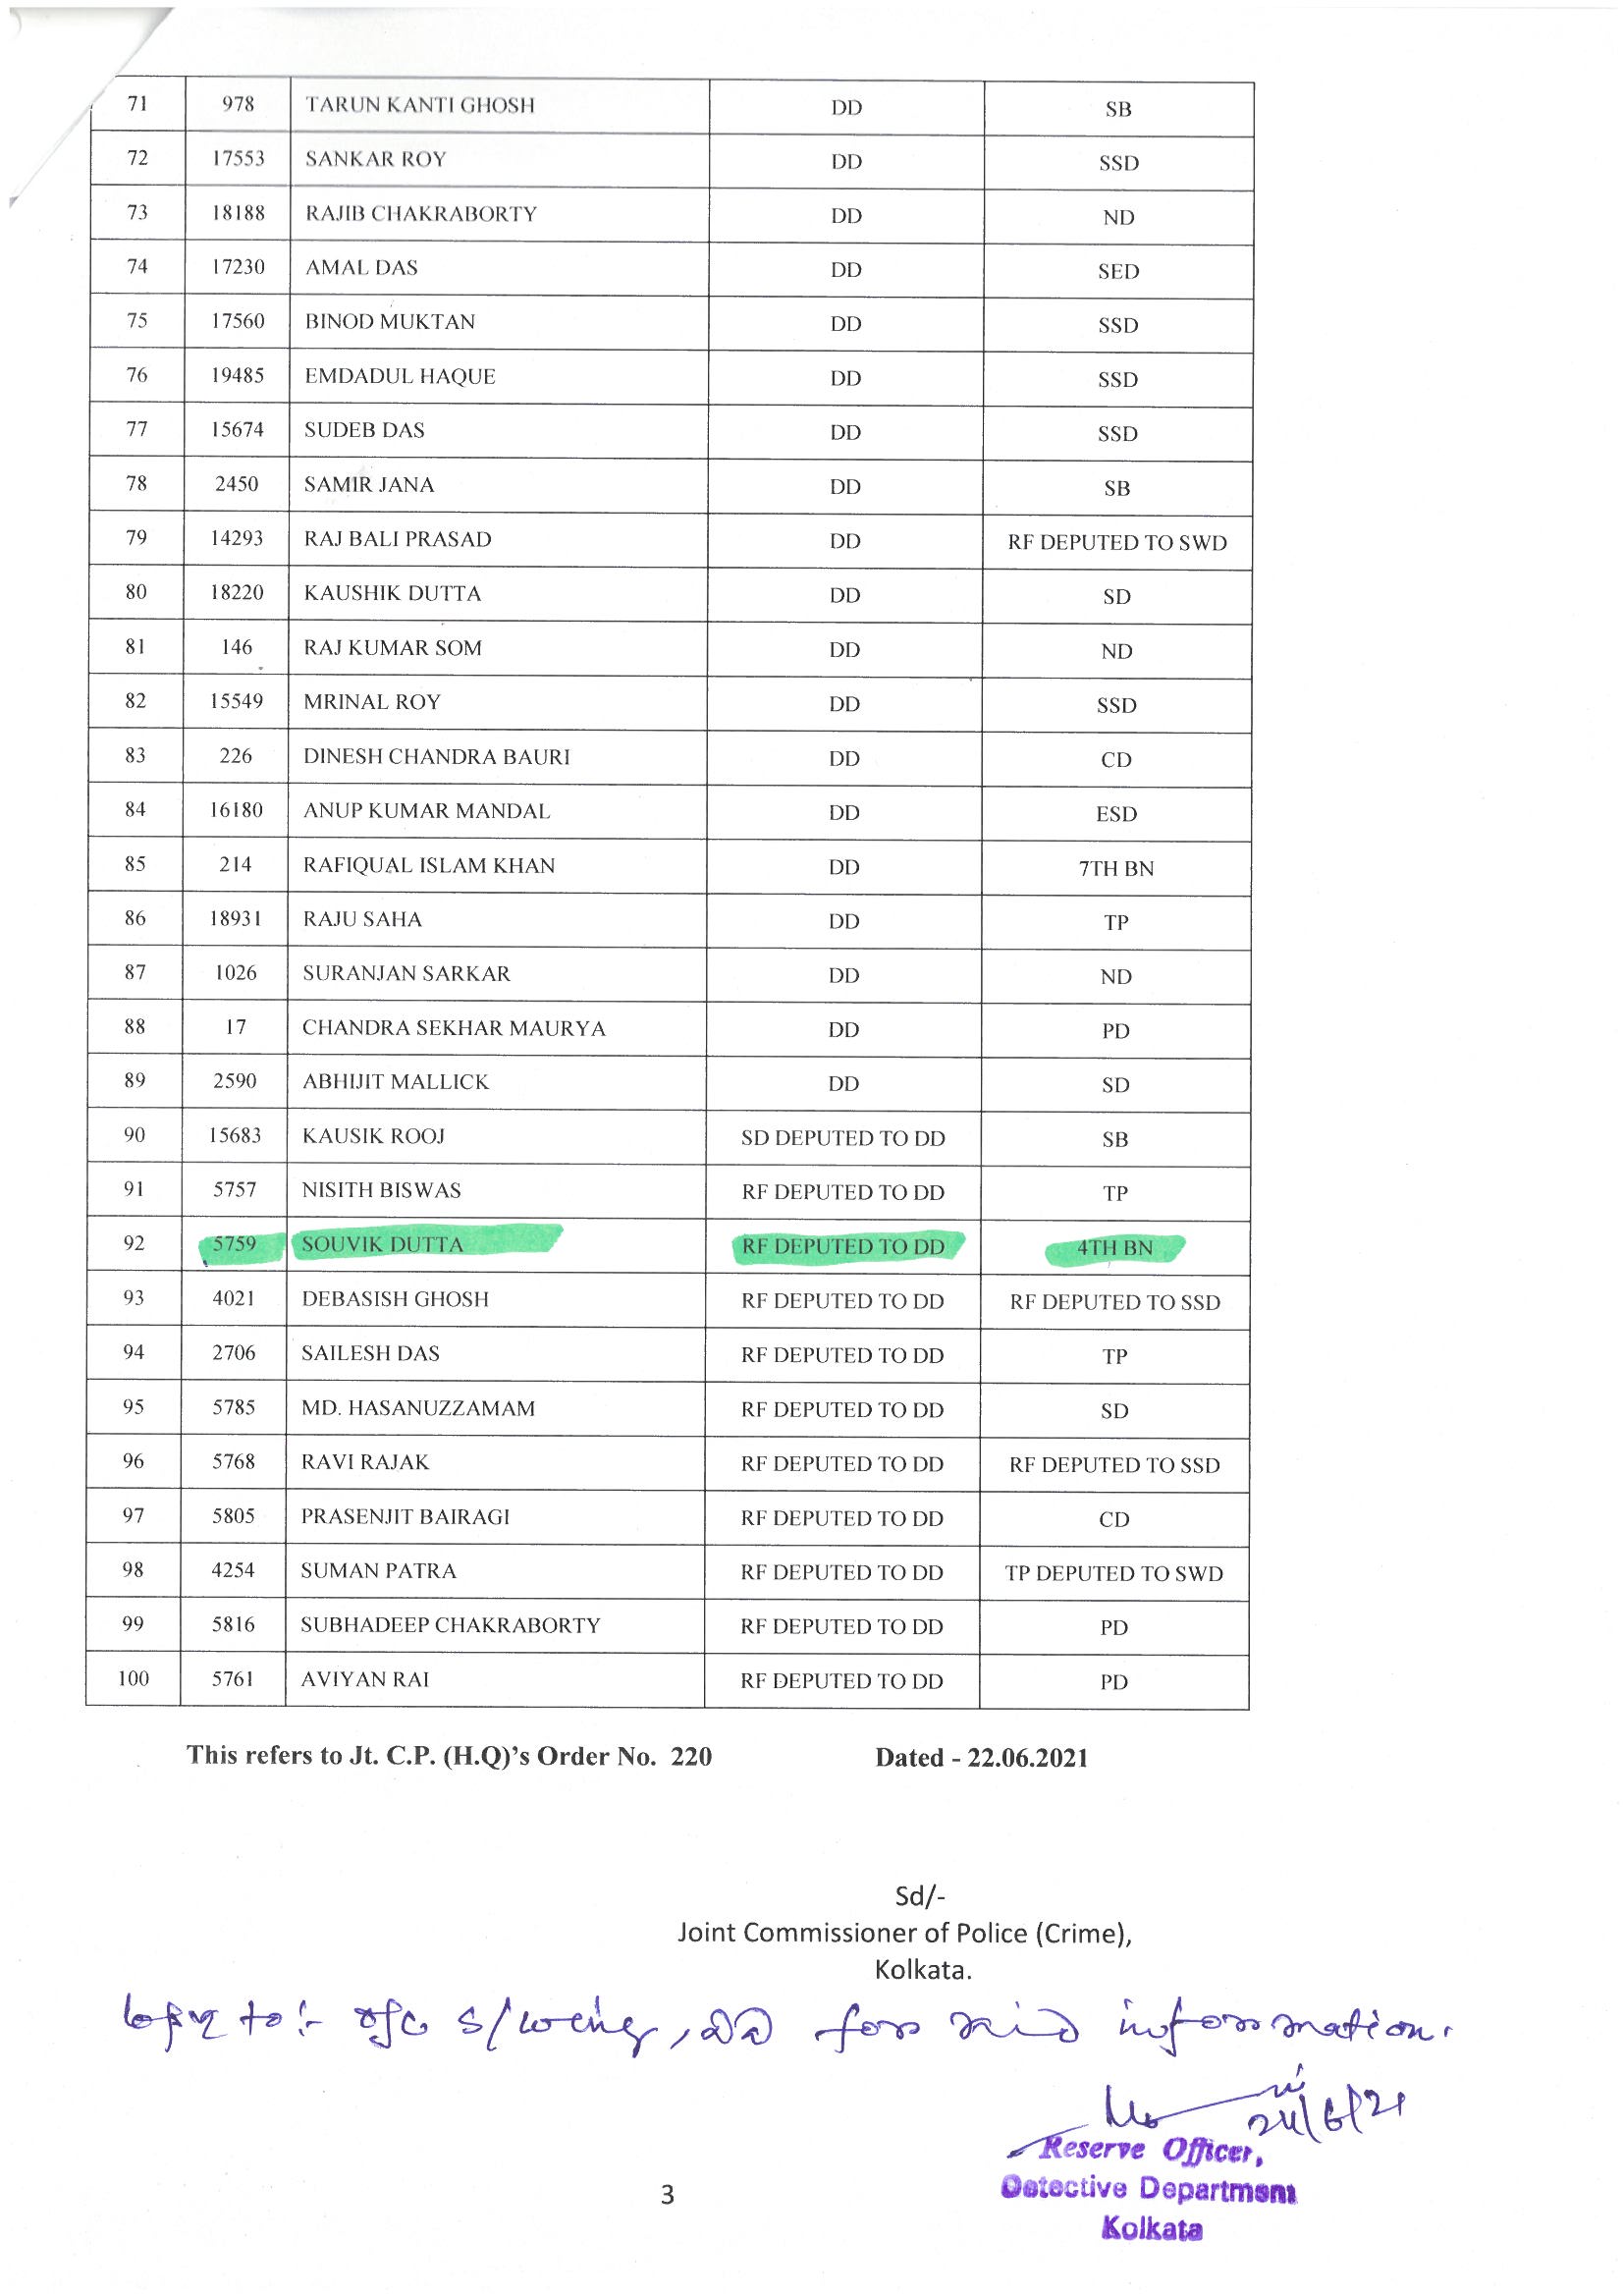 71 978 TARUN KANTI GHOSH DD SB
72 17553 SANKAR ROY DD SSD
73 18188 RAJIB CHAKRABORTY DD ND
74 17230 AMAL DAS DD SED
75 17560 BINOD MUKTAN DD SSD
76 19485 EMDADUL HAQUE DD SSD
77 15674 SUDEB DAS DD SSD
78 2450 SAMIR JANA DD SB
79 14293 RAJ BALI PRASAD DD RF DEPUTED TO SWD
80 18220 KAUSHIK DUTTA DD SD
81 146 RAJ KUMAR SOM DD ND
82 15549 MRINAL ROY DD SSD
83 226 DINESH CHANDRA BAURI DD CD
84 16180 ANUP KUMAR MANDAL DD ESD
85 214 RAFIQUAL ISLAM KHAN DD 7TH BN
86 18931 RAJU SAHA DD TP
87 1026 SURANJAN SARKAR DD ND
88 17 CHANDRA SEKHAR MAURYA DD PD
89 2590 ABHIJIT MALLICK DD SD
90 15683 KAUSIK ROOJ SD DEPUTED TO DD SB
91 5757 NISITH BISWAS RF DEPUTED TO DD TP
92 5759 SOUVIK DUTTA RF DEPUTED TO DD 4TH BN
93 4021 DEBASISH GHOSH RF DEPUTED TO DD RF DEPUTED TO SSD
94 2706 SAILESH DAS RF DEPUTED TO DD TP
95 5785 MD. HASANUZZAMAM RF DEPUTED TO DD SD
96 5768 RAVI RAJAK RF DEPUTED TO DD RF DEPUTED TO SSD
97 5805 PRASENJIT BAIRAGI RF DEPUTED TO DD CD
98 4254 SUMAN PATRA RF DEPUTED TO DD TP DEPUTED TO SWD
99 5816 SUBHADEEP CHAKRABORTY RF DEPUTED TO DD PD
100 5761 AVIYAN RAI RF DEPUTED TO DD PD
This refers to Jt. C.P. (H.Q)'s Order No. 220 Dated - 22.06.2021
Sd/-
Joint Commissioner of Police (Crime),
Kolkata.
Copy to:- O/C , DD for information.
24/6/21
Reserve Officer,
Detective Department
3
Kolkata